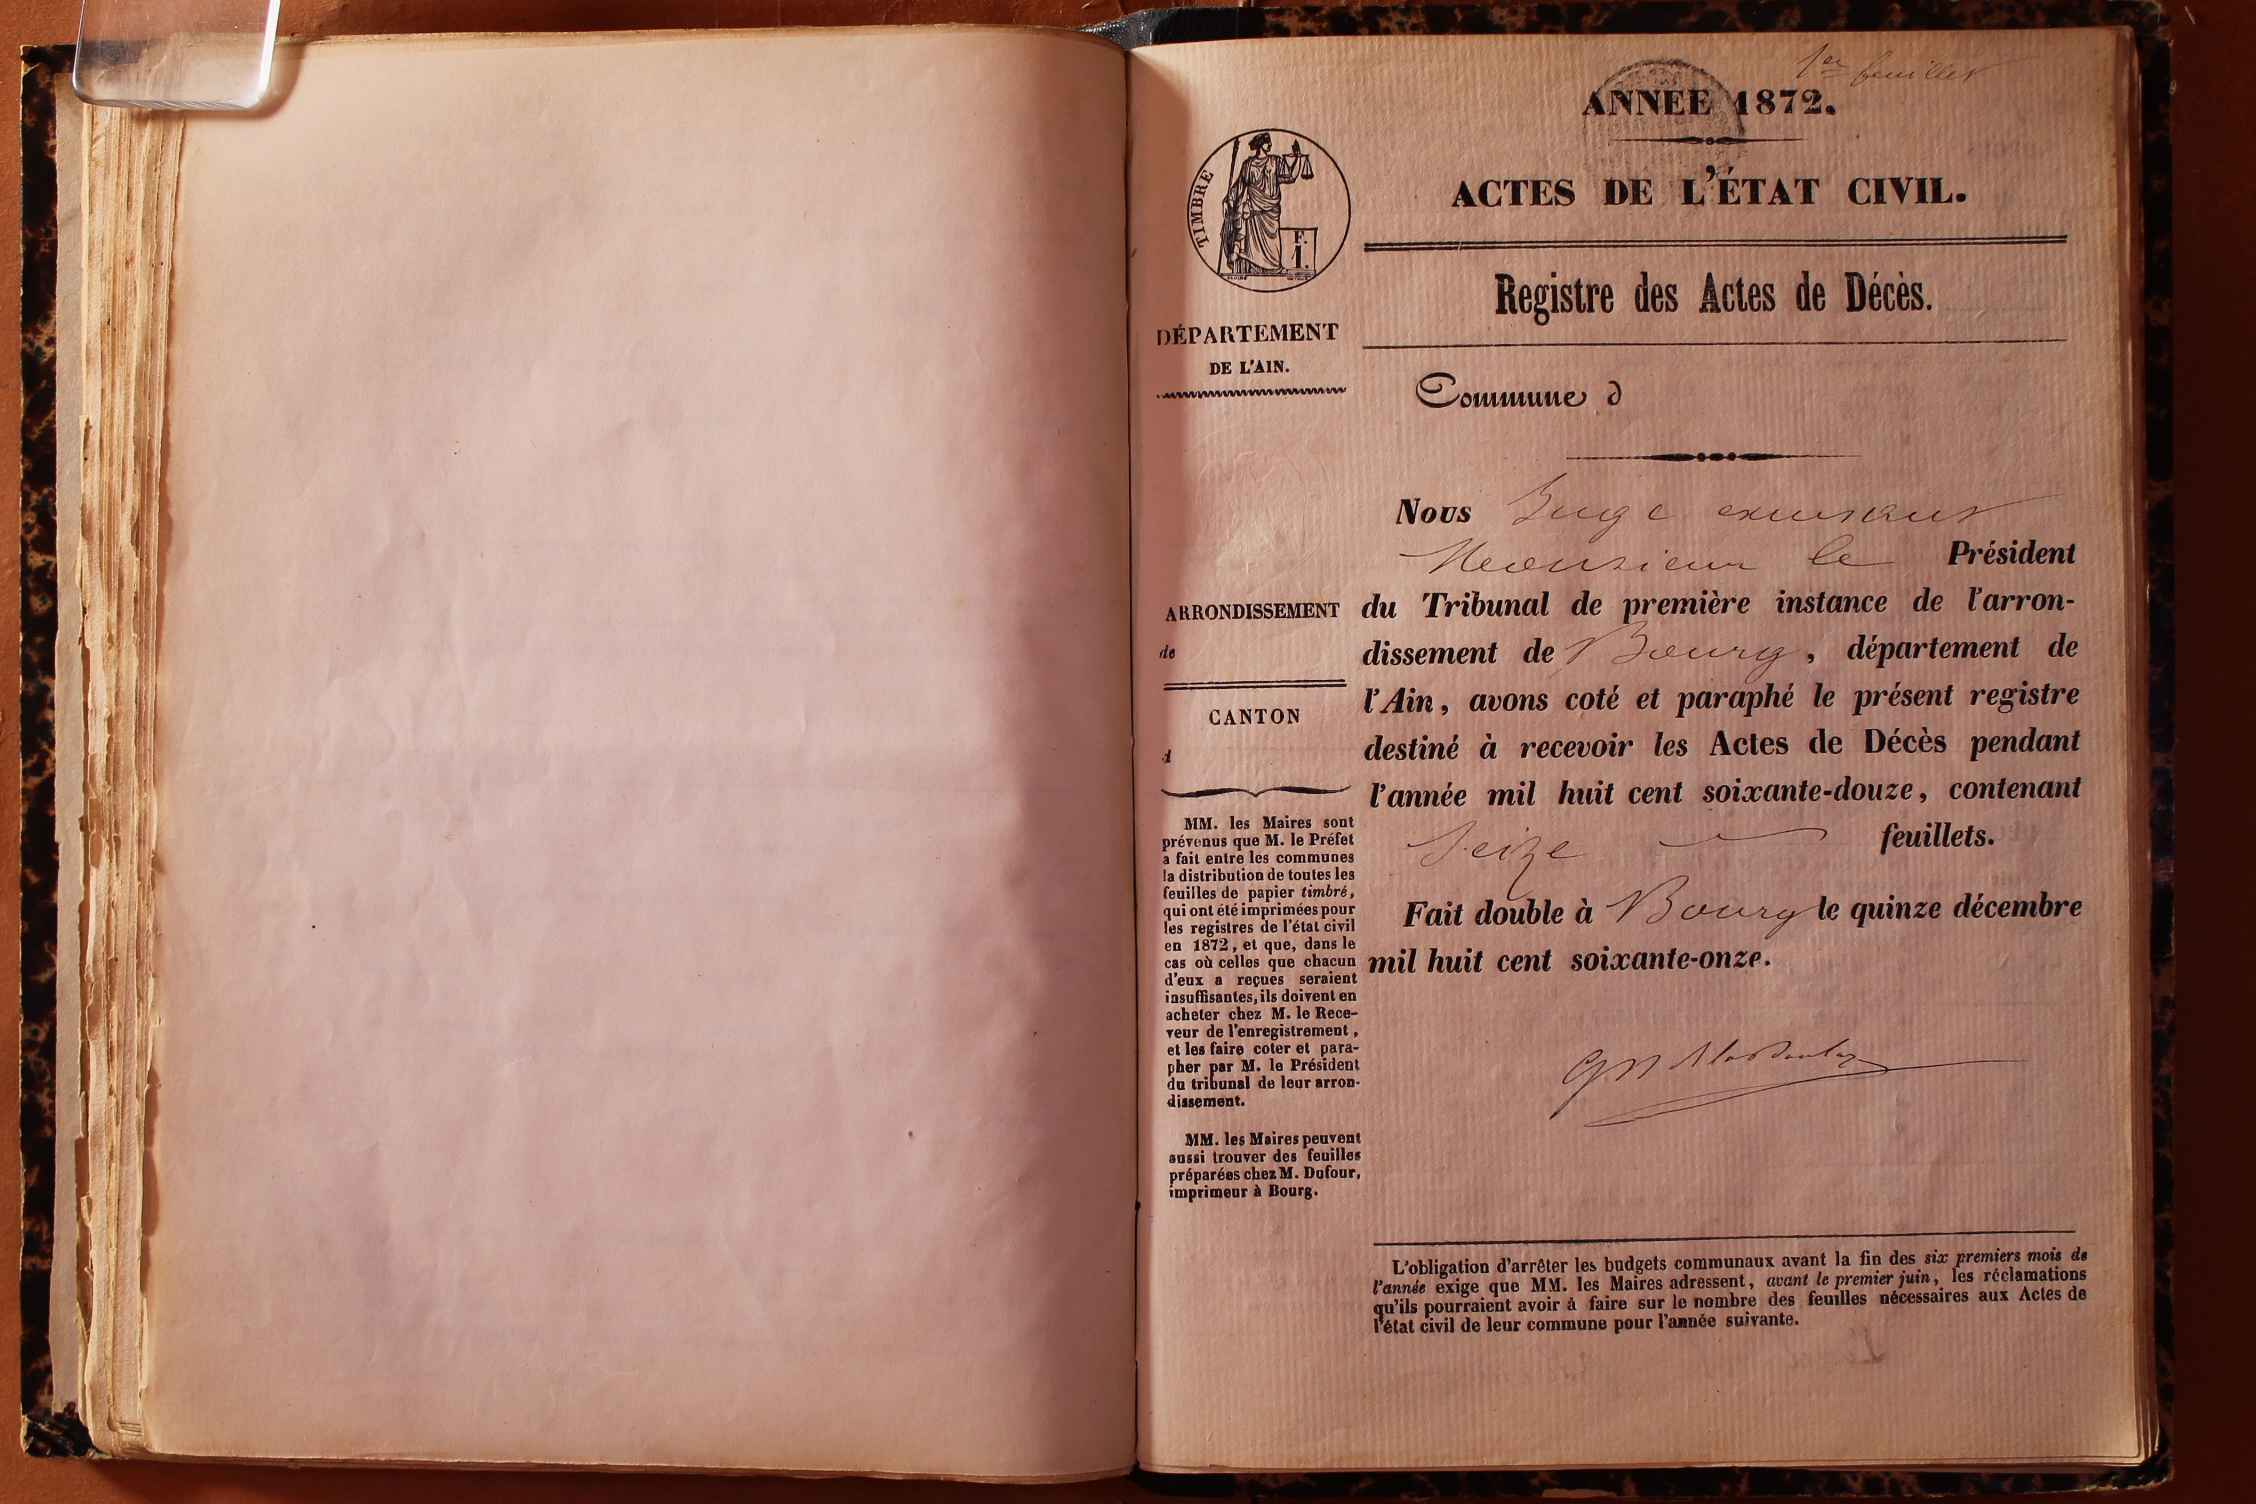 1er feuillet
ANNEE 1872.
ACTES DE L'ÉTAT CIVIL.
TIMBRE
F.
1.
Registre des Actes de Décès.
DÉPARTEMENT
DE L'AIN.
Commune d
Nous Juge excusant
Monsieur le Président
du Tribunal de première instance de l'arron-
dissement de Bourg, département de
l'Ain, avons coté et paraphé le présent registre
destiné à recevoir les Actes de Décès pendant
l'année mil huit cent soixante-douze, contenant
Seize feuillets.
Fait double à Bourg le quinze décembre
mil huit cent soixante-onze.
ARRONDISSEMENT
de
CANTON
d
MM. les Maires sont
prévenus que M. le Préfet
a fait entre les communes
la distribution de toutes les
feuilles de papier timbré,
qui ont été imprimées pour
les registres de l'état civil
en 1872, et que, dans le
cas où celles que chacun
d'eux a reçues seraient
insuffisantes, ils doivent en
acheter chez M. le Rece-
veur de l'enregistrement,
et les faire coter et para-
pher par M. le Président
du tribunal de leur arron-
dissement.
MM. les Maires peuvent
aussi trouver des feuilles
préparées chez M. Dufour,
imprimeur à Bourg.
L'obligation d'arrêter les budgets communaux avant la fin des six premiers mois de
l'année exige que MM. les Maires adressent, avant le premier juin, les réclamations
qu'ils pourraient avoir à faire sur le nombre des feuilles nécessaires aux Actes de
l'état civil de leur commune pour l'année suivante.